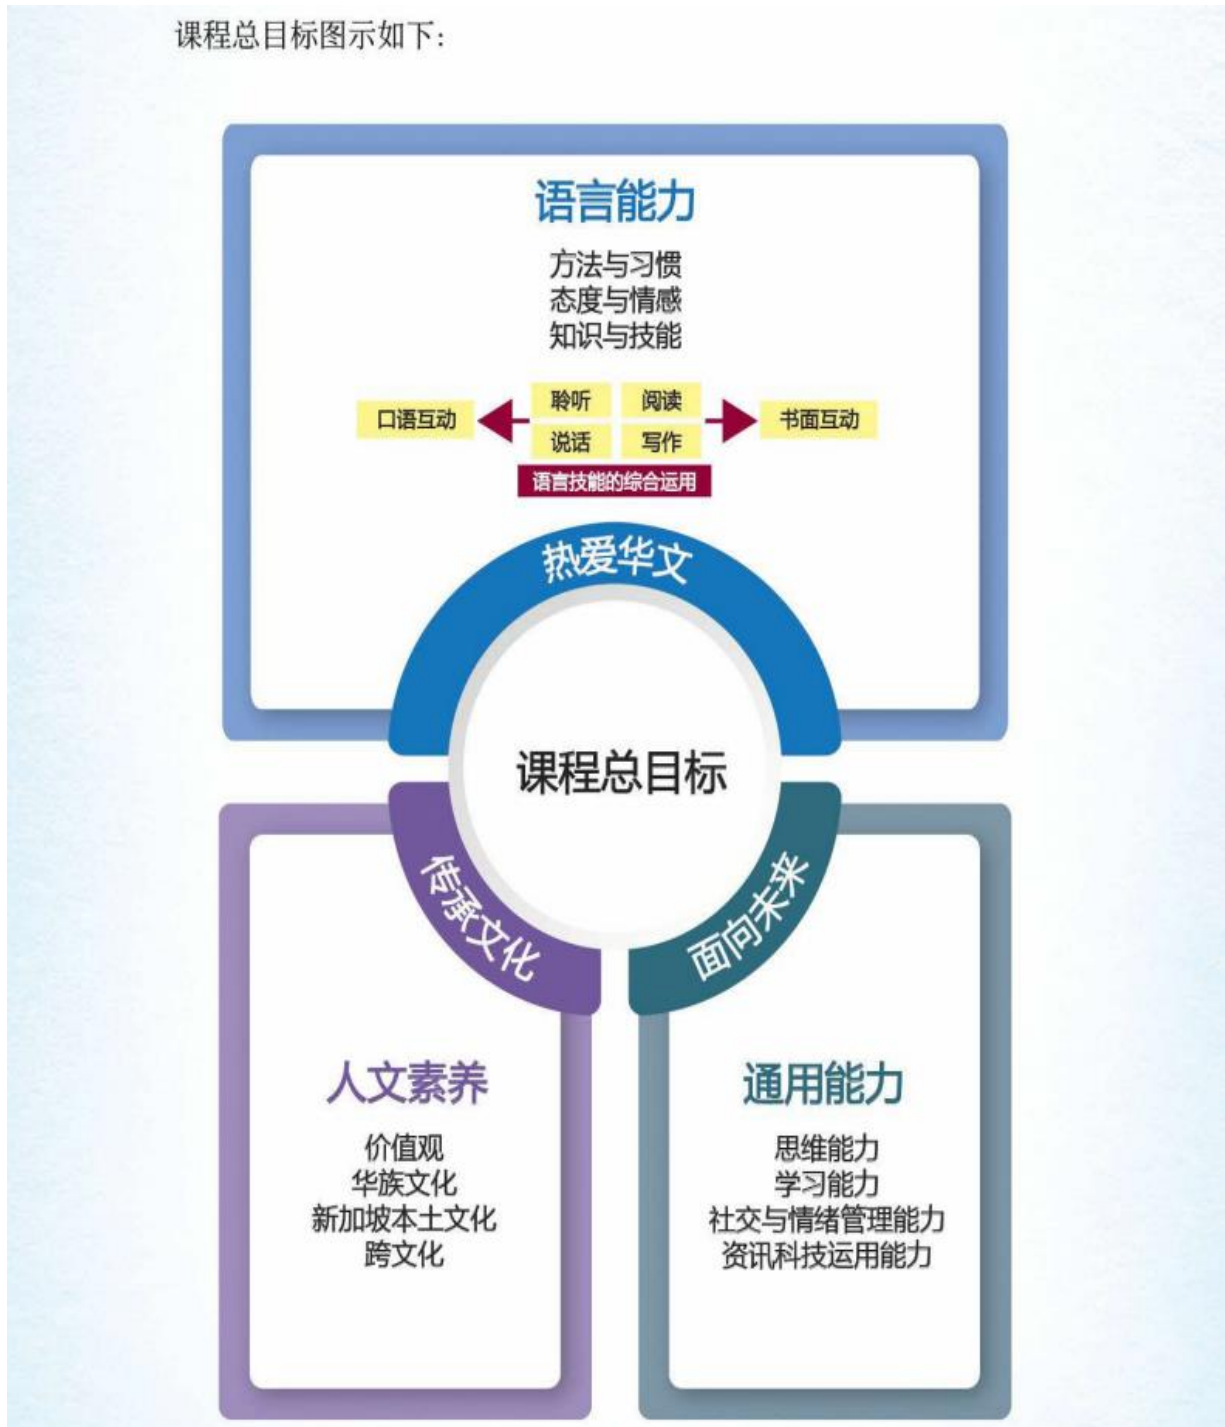 课程总目标图示如下：
语言能力
方法与习惯
态度与情感
知识与技能
聆听 阅读
口语互动 书面互动
说话 写作
语言技能的综合运用
热爱华文
课程总目标
传承文化 面向未来
人文素养
价值观
华族文化
新加坡本土文化
跨文化
通用能力
思维能力
学习能力
社交与情绪管理能力
资讯科技运用能力